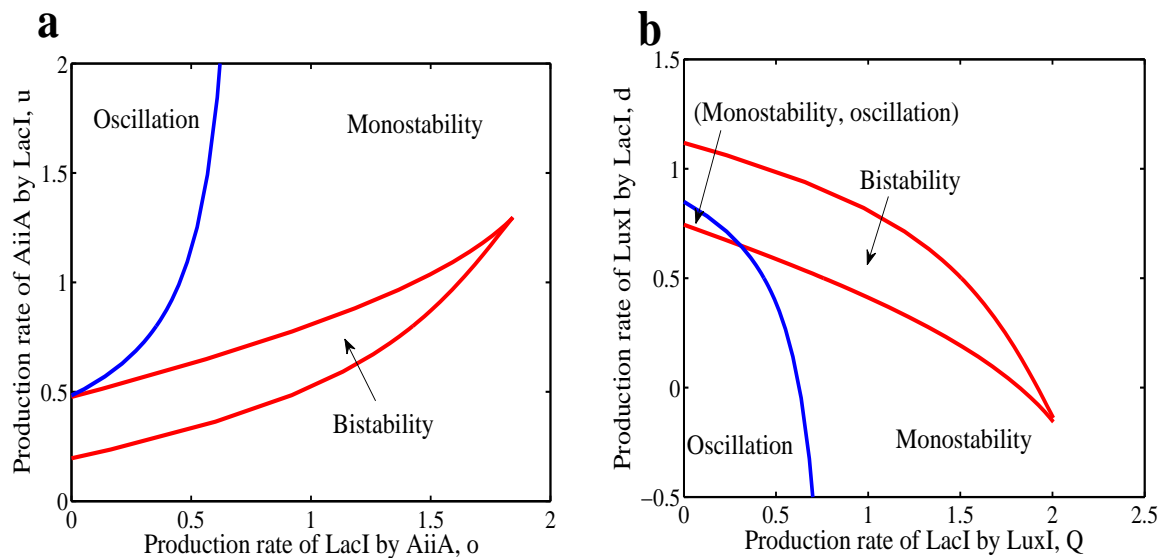 a
Production rate of AiiA by LacI, u
2
1.5
1
0.5
0
Oscillation
Monostability
Bistability
0
0.5
1
1.5
2
Production rate of LacI by AiiA, o
b
Production rate of LuxI by LacI, d
1.5
1
0.5
0
−0.5
(Monostability, oscillation)
Bistability
Oscillation
Monostability
0
0.5
1
1.5
2
2.5
Production rate of LacI by LuxI, Q